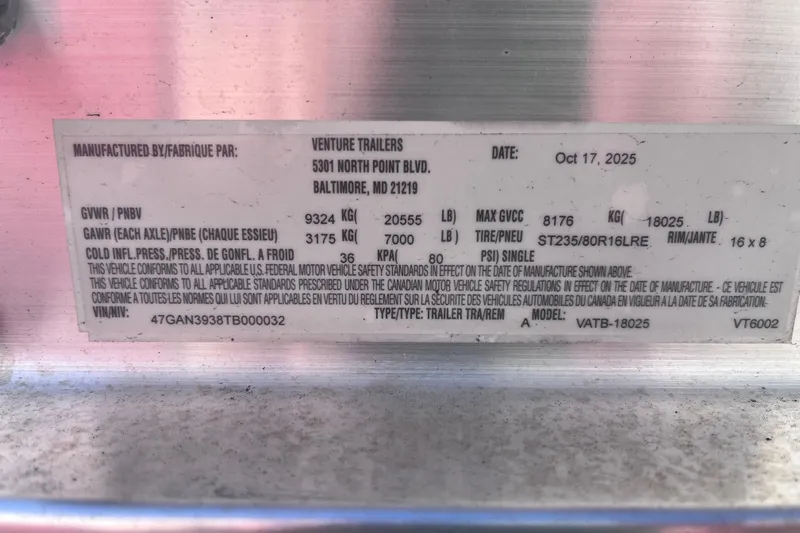 MANUFACTURED BY/FABRIQUE PAR: VENTURE TRAILERS DATE: Oct 17, 2025
5301 NORTH POINT BLVD.
BALTIMORE, MD 21219
GVWR / PNBV 9324 KG( 20555 LB) MAX GVCC 8176 KG( 18025 LB)
GAWR (EACH AXLE)/PNBE (CHAQUE ESSIEU) 3175 KG( 7000 LB ) TIRE/PNEU ST235/80R16LRE RIM/JANTE 16 x 8
COLD INFL.PRESS./PRESS. DE GONFL. A FROID 36 KPA( 80 PSI) SINGLE
THIS VEHICLE CONFORMS TO ALL APPLICABLE U.S. FEDERAL MOTOR VEHICLE SAFETY STANDARDS IN EFFECT ON THE DATE OF MANUFACTURE SHOWN ABOVE.
THIS VEHICLE CONFORMS TO ALL APPLICABLE STANDARDS PRESCRIBED UNDER THE CANADIAN MOTOR VEHICLE SAFETY REGULATIONS IN EFFECT ON THE DATE OF MANUFACTURE. - CE VEHICULE EST
CONFORME A TOUTES LES NORMES QUI LUI SONT APPLICABLES EN VERTU DU REGLEMENT SUR LA SÉCURITE DES VEHICULES AUTOMOBILES DU CANADA EN VIGUEUR A LA DATE DE SA FABRICATION.
VIN/NIV: 47GAN3938TB000032 TYPE/TYPE: TRAILER TRA/REM A MODEL: VATB-18025 VT6002